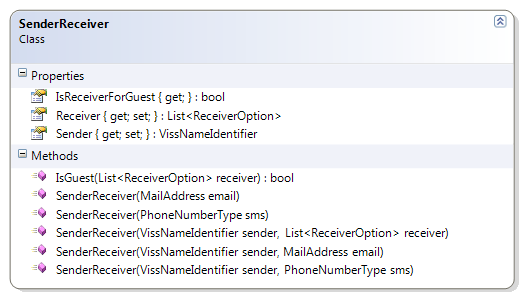 SenderReceiver
Class
Properties
IsReceiverForGuest { get; } : bool
Receiver { get; set; } : List<ReceiverOption>
Sender { get; set; } : VissNameIdentifier
Methods
IsGuest(List<ReceiverOption> receiver) : bool
SenderReceiver(MailAddress email)
SenderReceiver(PhoneNumberType sms)
SenderReceiver(VissNameIdentifier sender, List<ReceiverOption> receiver)
SenderReceiver(VissNameIdentifier sender, MailAddress email)
SenderReceiver(VissNameIdentifier sender, PhoneNumberType sms)